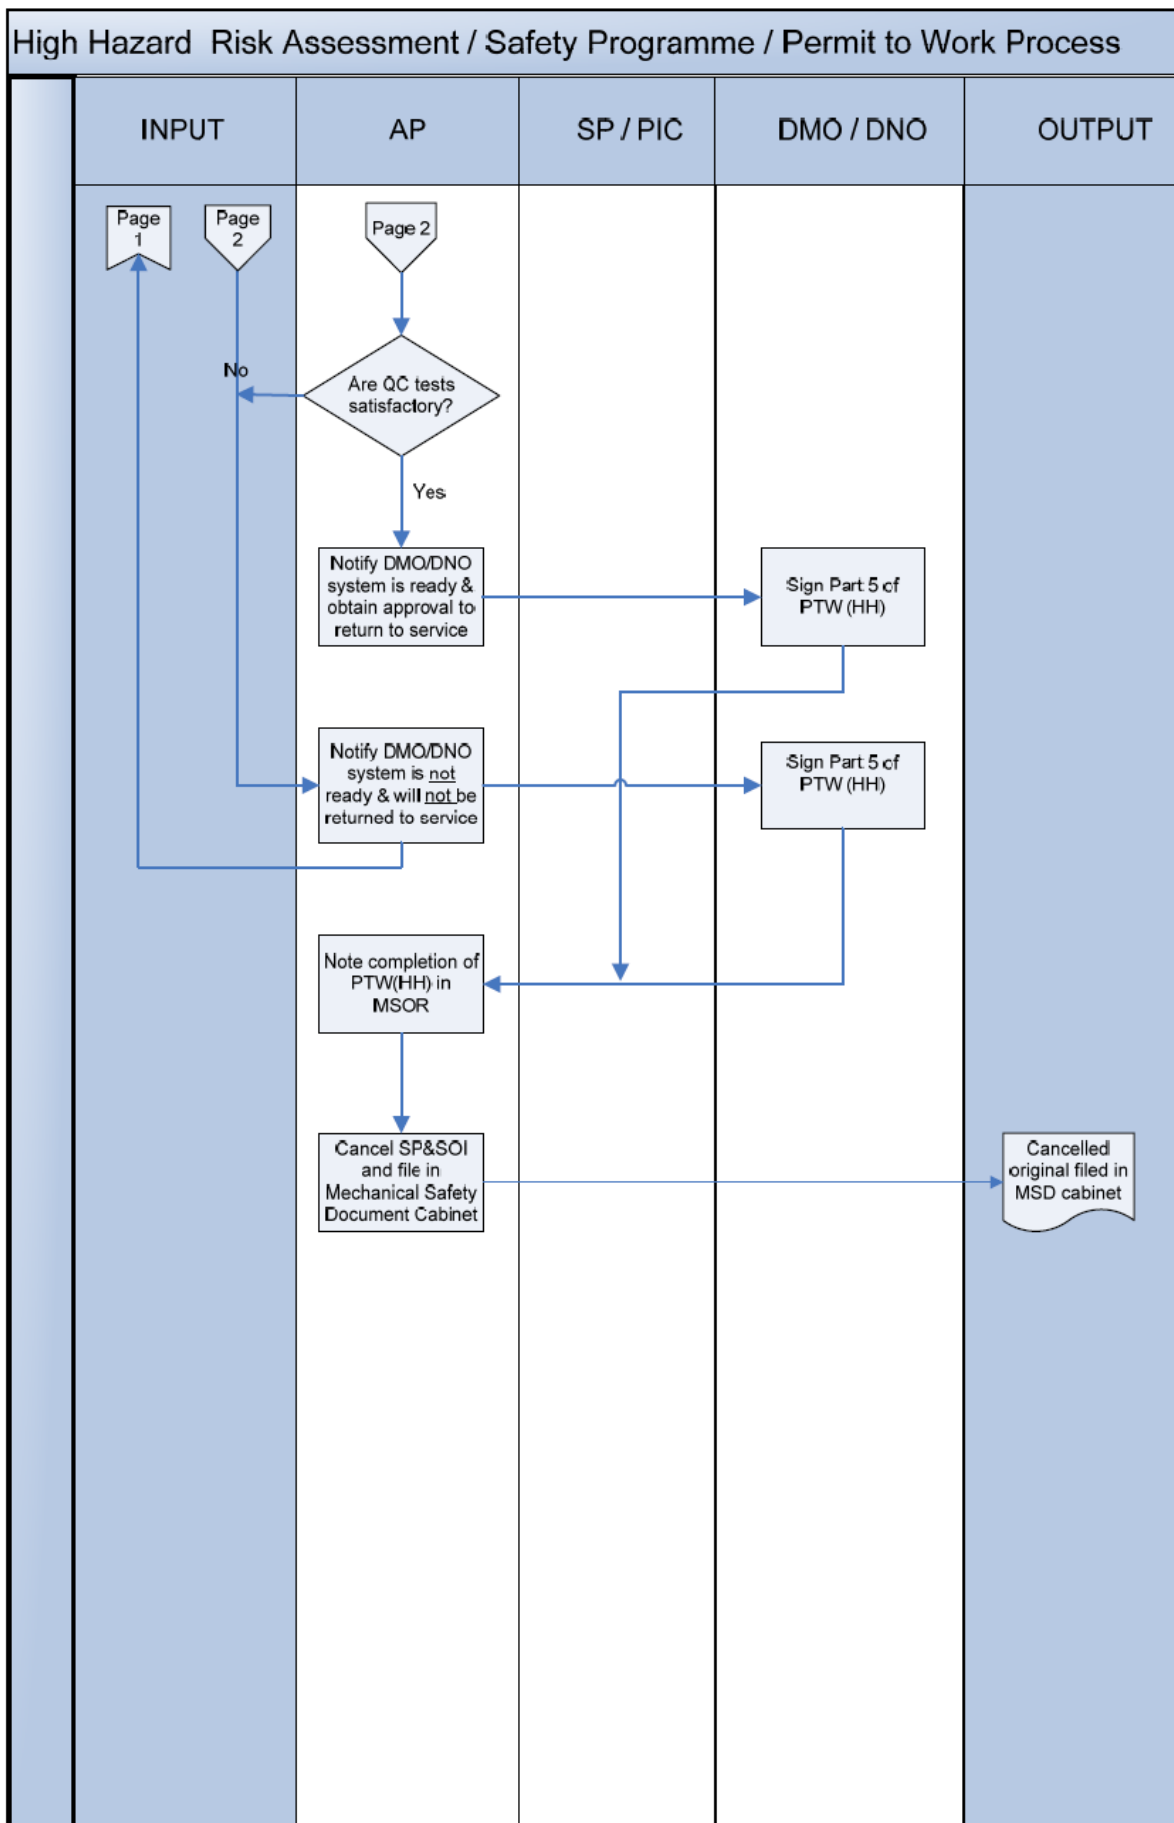 High Hazard Risk Assessment / Safety Programme / Permit to Work Process
INPUT
AP
SP / PIC
DMO / DNO
OUTPUT
Page
1
Page
2
Page 2
No
Are QC tests
satisfactory?
Yes
Notify DMO/DNO
system is ready &
obtain approval to
return to service
Sign Part 5 of
PTW (HH)
Notify DMO/DNO
system is not
ready & will not be
returned to service
Sign Part 5 of
PTW (HH)
Note completion of
PTW(HH) in
MSOR
Cancel SP&SOI
and file in
Mechanical Safety
Document Cabinet
Cancelled
original filed in
MSD cabinet